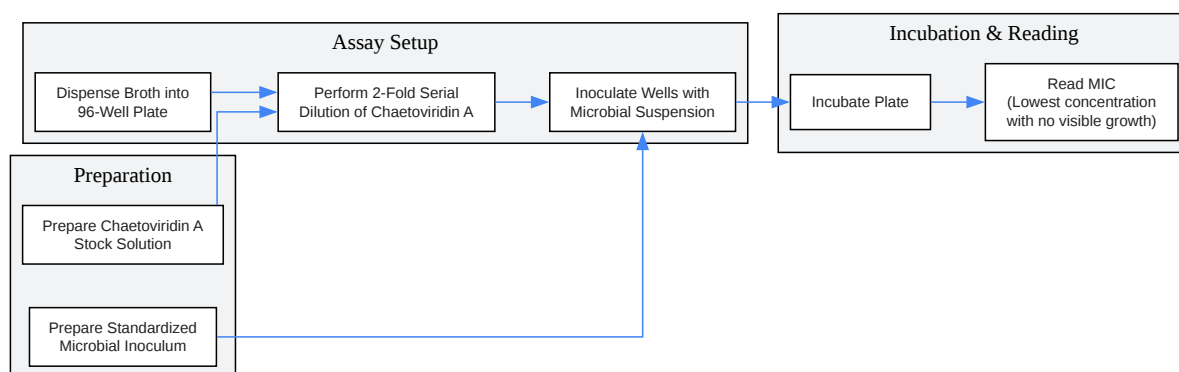 Assay Setup
Dispense Broth into
96-Well Plate
Perform 2-Fold Serial
Dilution of Chaetoviridin A
Inoculate Wells with
Microbial Suspension
Incubation & Reading
Incubate Plate
Read MIC
(Lowest concentration
with no visible growth)
Preparation
Prepare Chaetoviridin A
Stock Solution
Prepare Standardized
Microbial Inoculum